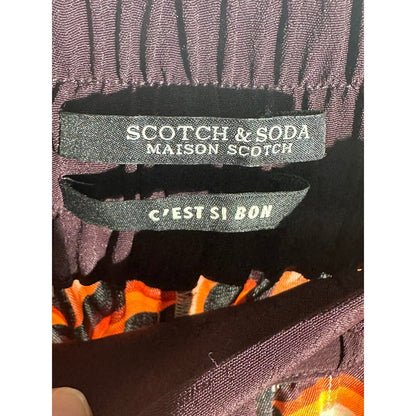 SCOTCH & SODA
MAISON SCOTCH
C'EST SI BON